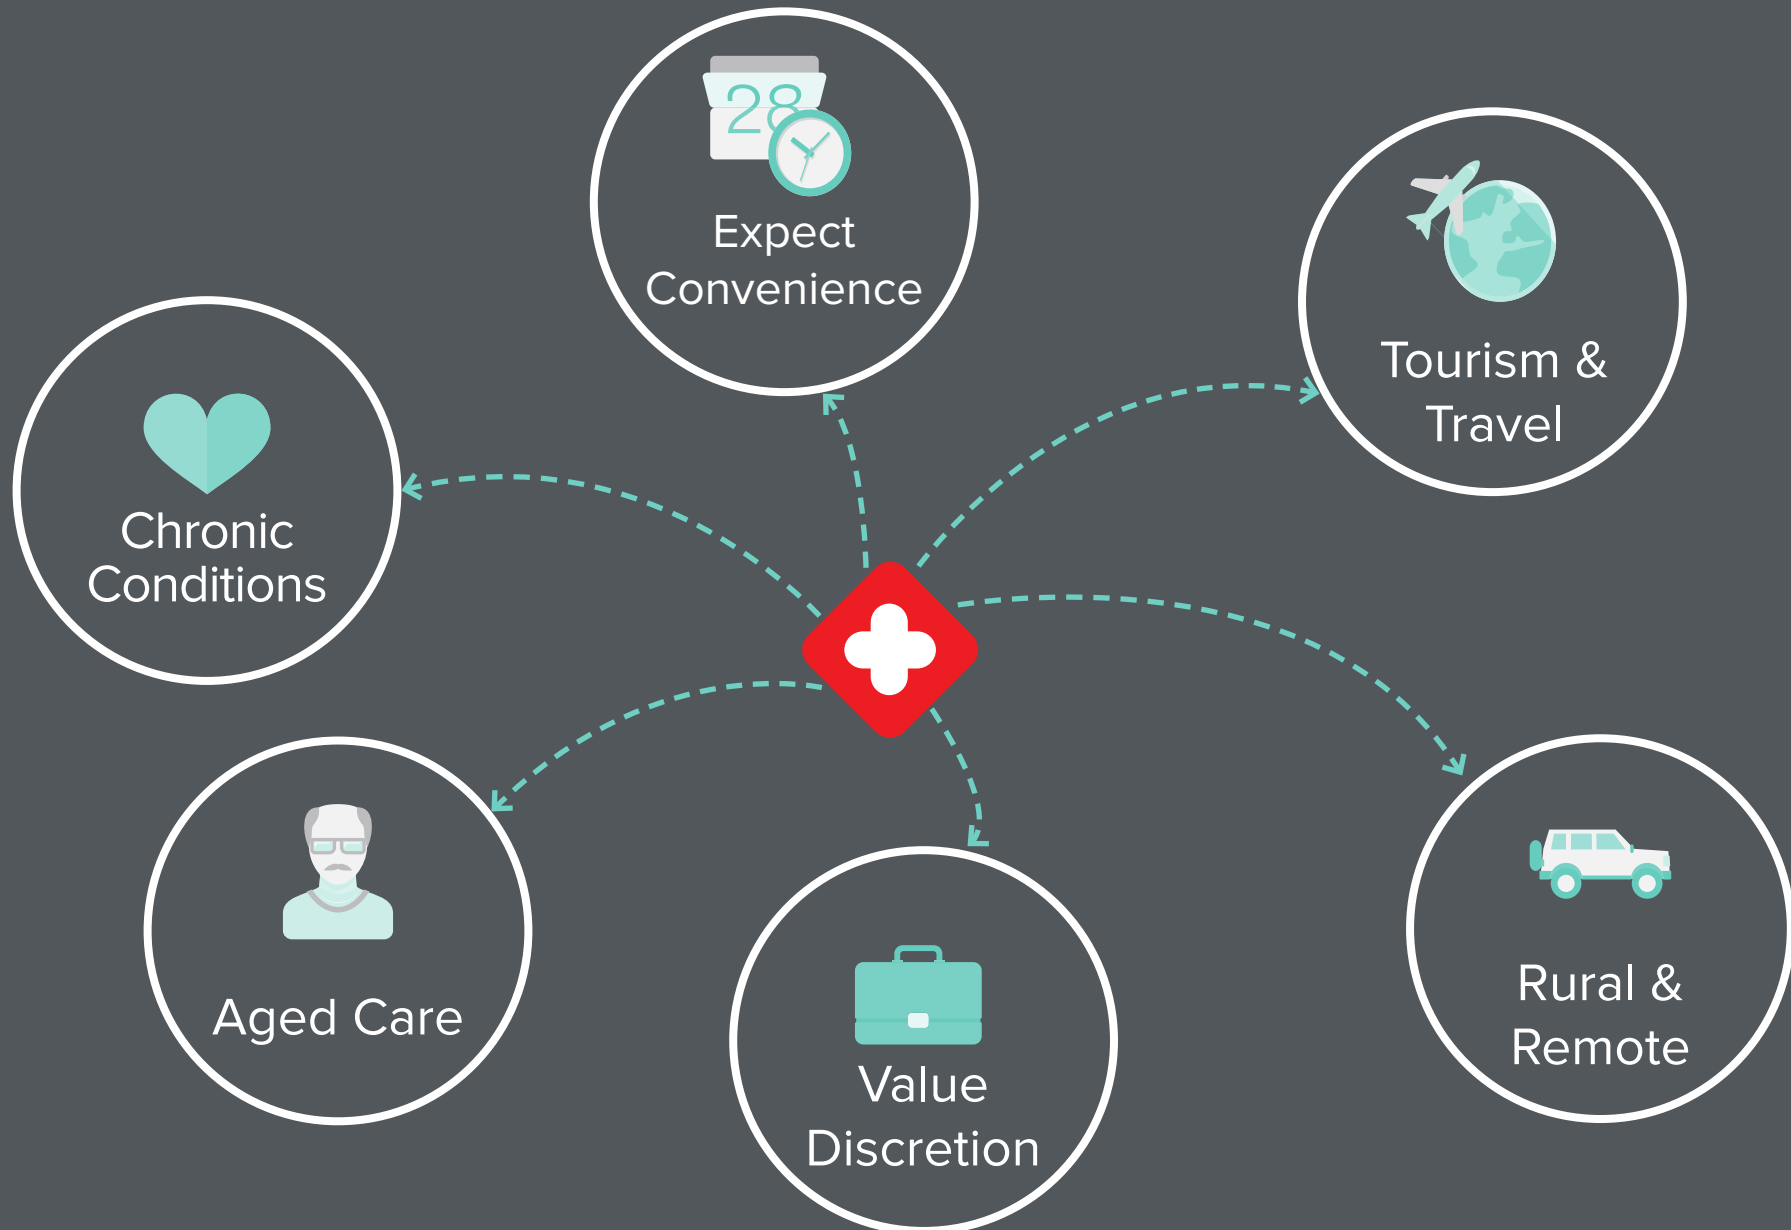 28
Expect
Convenience
Tourism &
Travel
Chronic
Conditions
Aged Care
Value
Discretion
Rural &
Remote